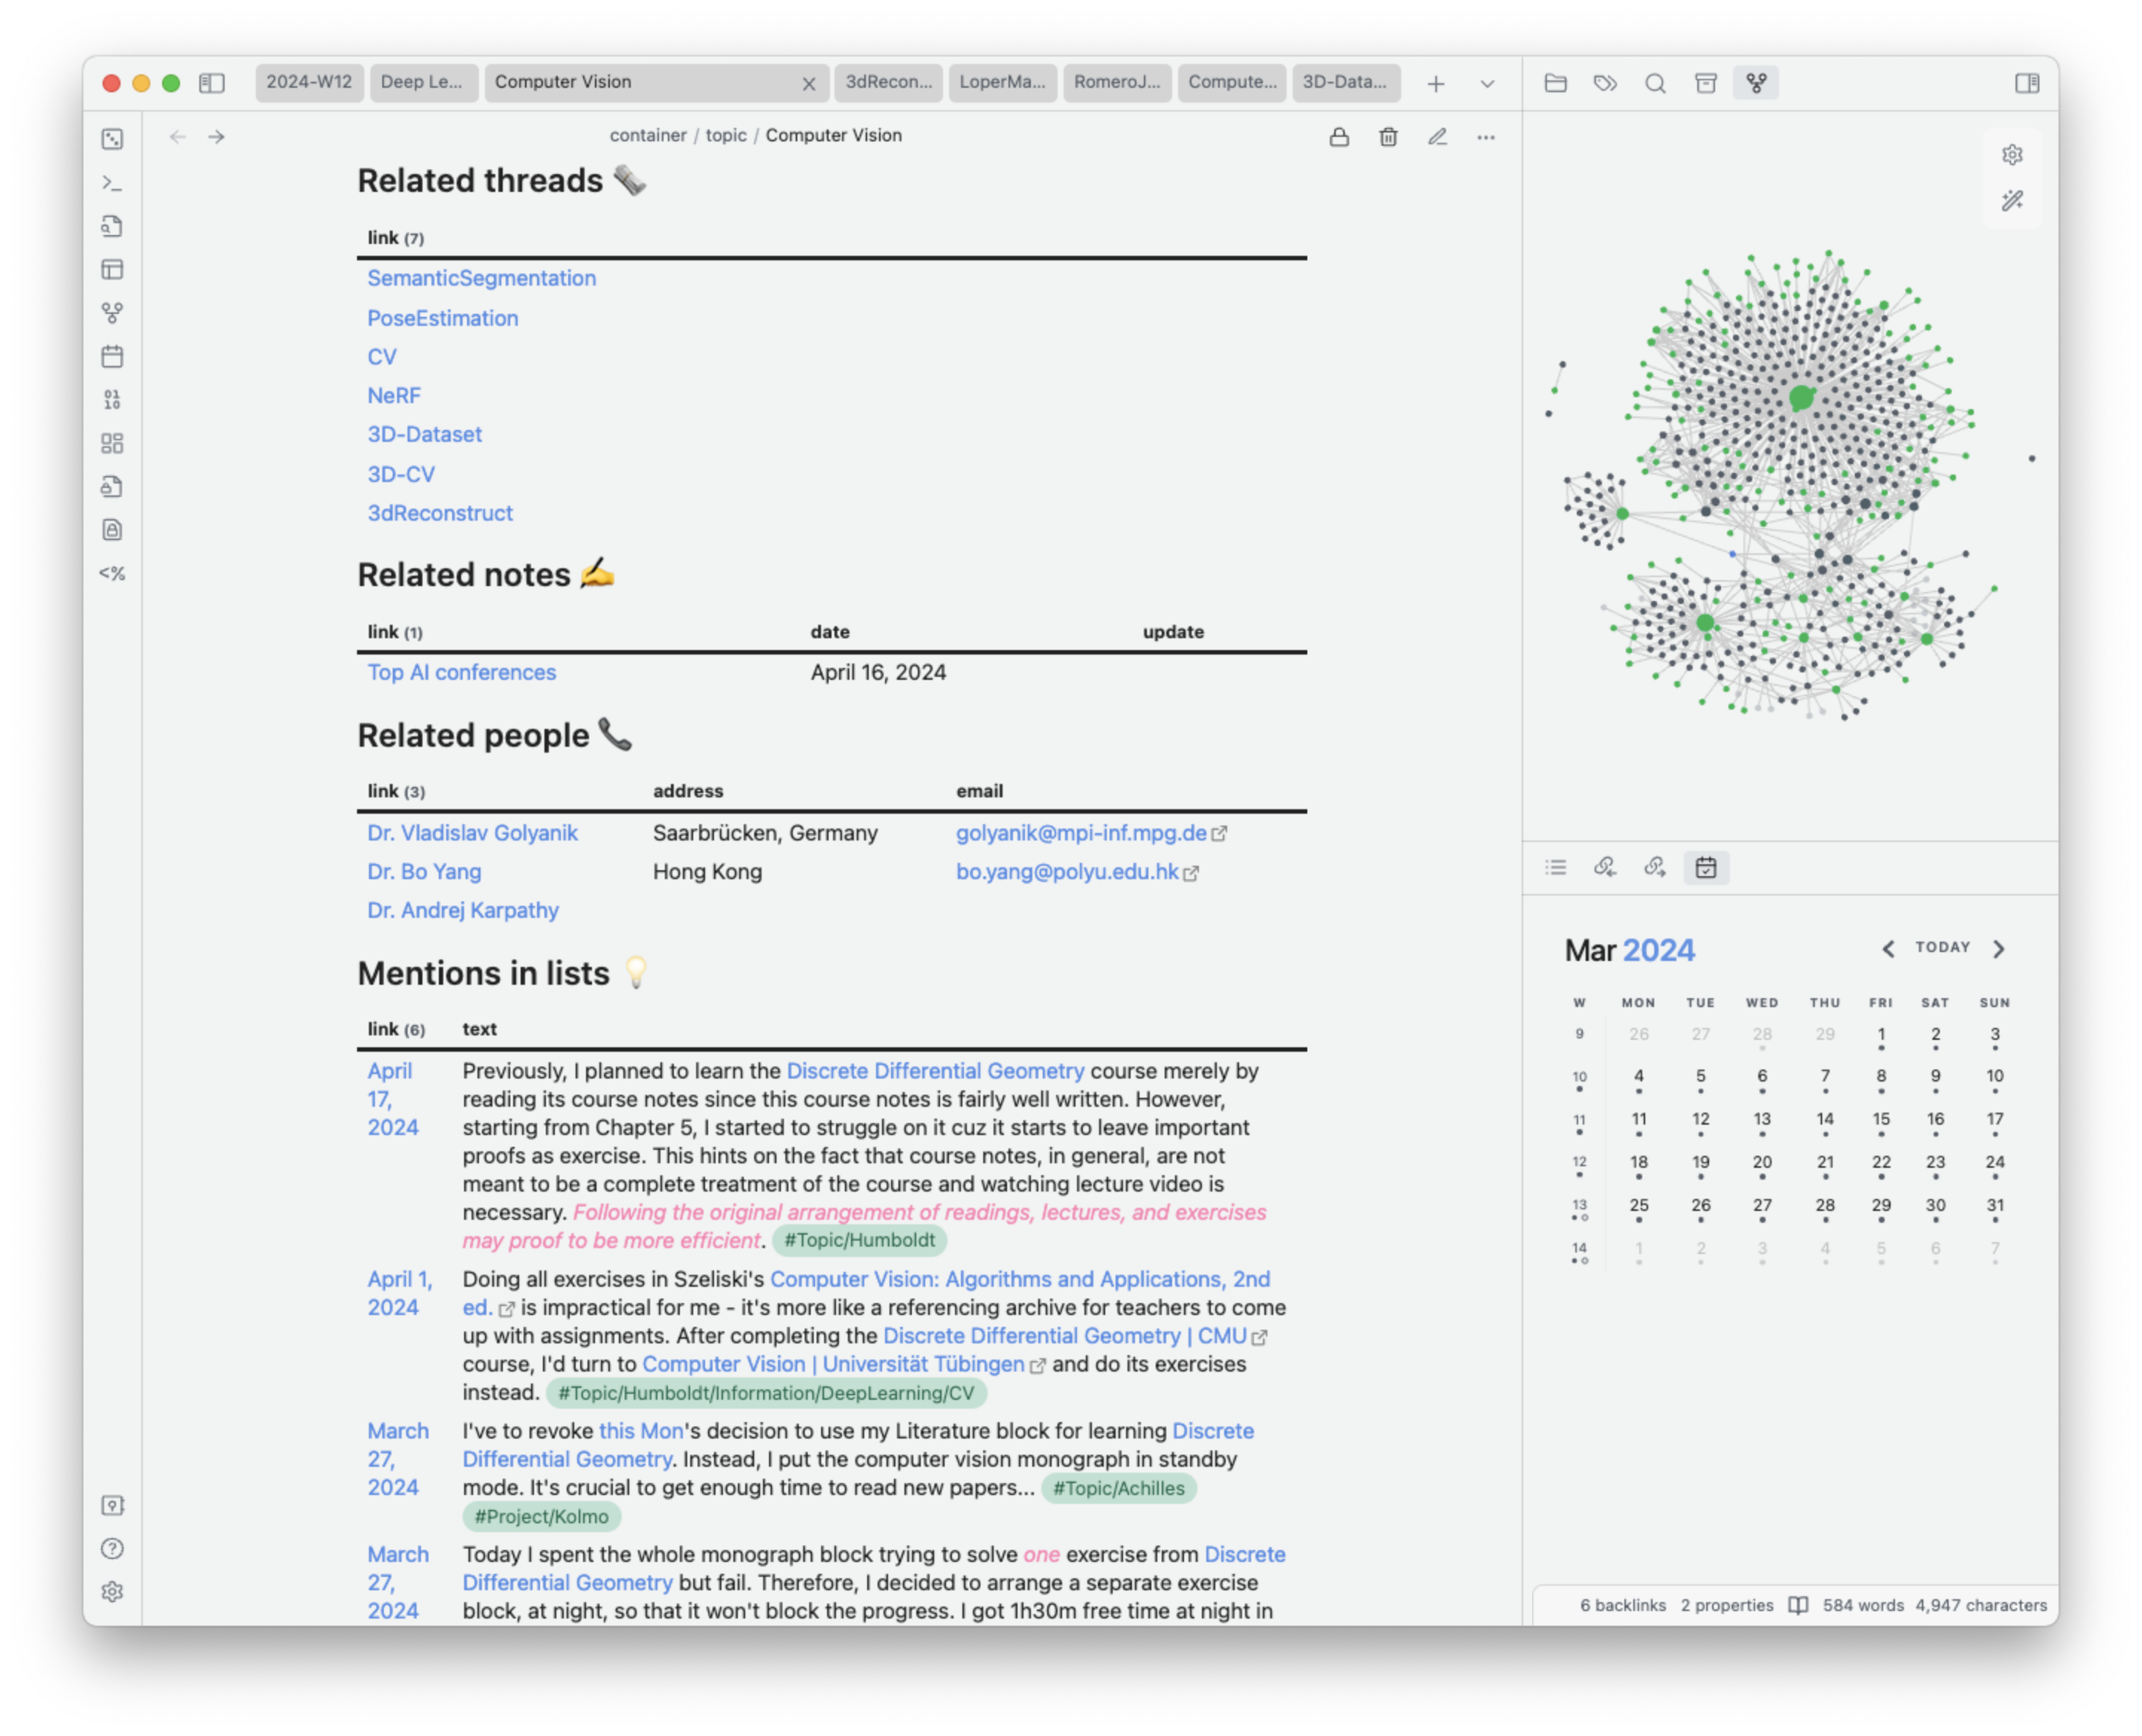 2024-W12 Deep Le... Computer Vision 3dRecon... LoperMa... RomeroJ... Compute... 3D-Data...
container / topic / Computer Vision
Related threads
link (7)
SemanticSegmentation
PoseEstimation
CV
NeRF
3D-Dataset
3D-CV
3dReconstruct
Related notes
link (1) date update
Top AI conferences April 16, 2024
Related people
link (3) address email
Dr. Vladislav Golyanik Saarbrücken, Germany golyanik@mpi-inf.mpg.de
Dr. Bo Yang Hong Kong bo.yang@polyu.edu.hk
Dr. Andrej Karpathy
Mentions in lists
link (6) text
April 17, 2024
Previously, I planned to learn the Discrete Differential Geometry course merely by
reading its course notes since this course notes is fairly well written. However,
starting from Chapter 5, I started to struggle on it cuz it starts to leave important
proofs as exercise. This hints on the fact that course notes, in general, are not
meant to be a complete treatment of the course and watching lecture video is
necessary. Following the original arrangement of readings, lectures, and exercises
may proof to be more efficient. #Topic/Humboldt
April 1, 2024
Doing all exercises in Szeliski's Computer Vision: Algorithms and Applications, 2nd
ed. is impractical for me - it's more like a referencing archive for teachers to come
up with assignments. After completing the Discrete Differential Geometry | CMU
course, I'd turn to Computer Vision | Universität Tübingen and do its exercises
instead. #Topic/Humboldt/Information/DeepLearning/CV
March 27, 2024
I've to revoke this Mon's decision to use my Literature block for learning Discrete
Differential Geometry. Instead, I put the computer vision monograph in standby
mode. It's crucial to get enough time to read new papers... #Topic/Achilles
#Project/Kolmo
March 27, 2024
Today I spent the whole monograph block trying to solve one exercise from Discrete
Differential Geometry but fail. Therefore, I decided to arrange a separate exercise
block, at night, so that it won't block the progress. I got 1h30m free time at night in
01
10
<%
Mar 2024 TODAY
W MON TUE WED THU FRI SAT SUN
9 26 27 28 29 1 2 3
10 4 5 6 7 8 9 10
11 11 12 13 14 15 16 17
12 18 19 20 21 22 23 24
13 25 26 27 28 29 30 31
14 1 2 3 4 5 6 7
6 backlinks 2 properties 584 words 4,947 characters